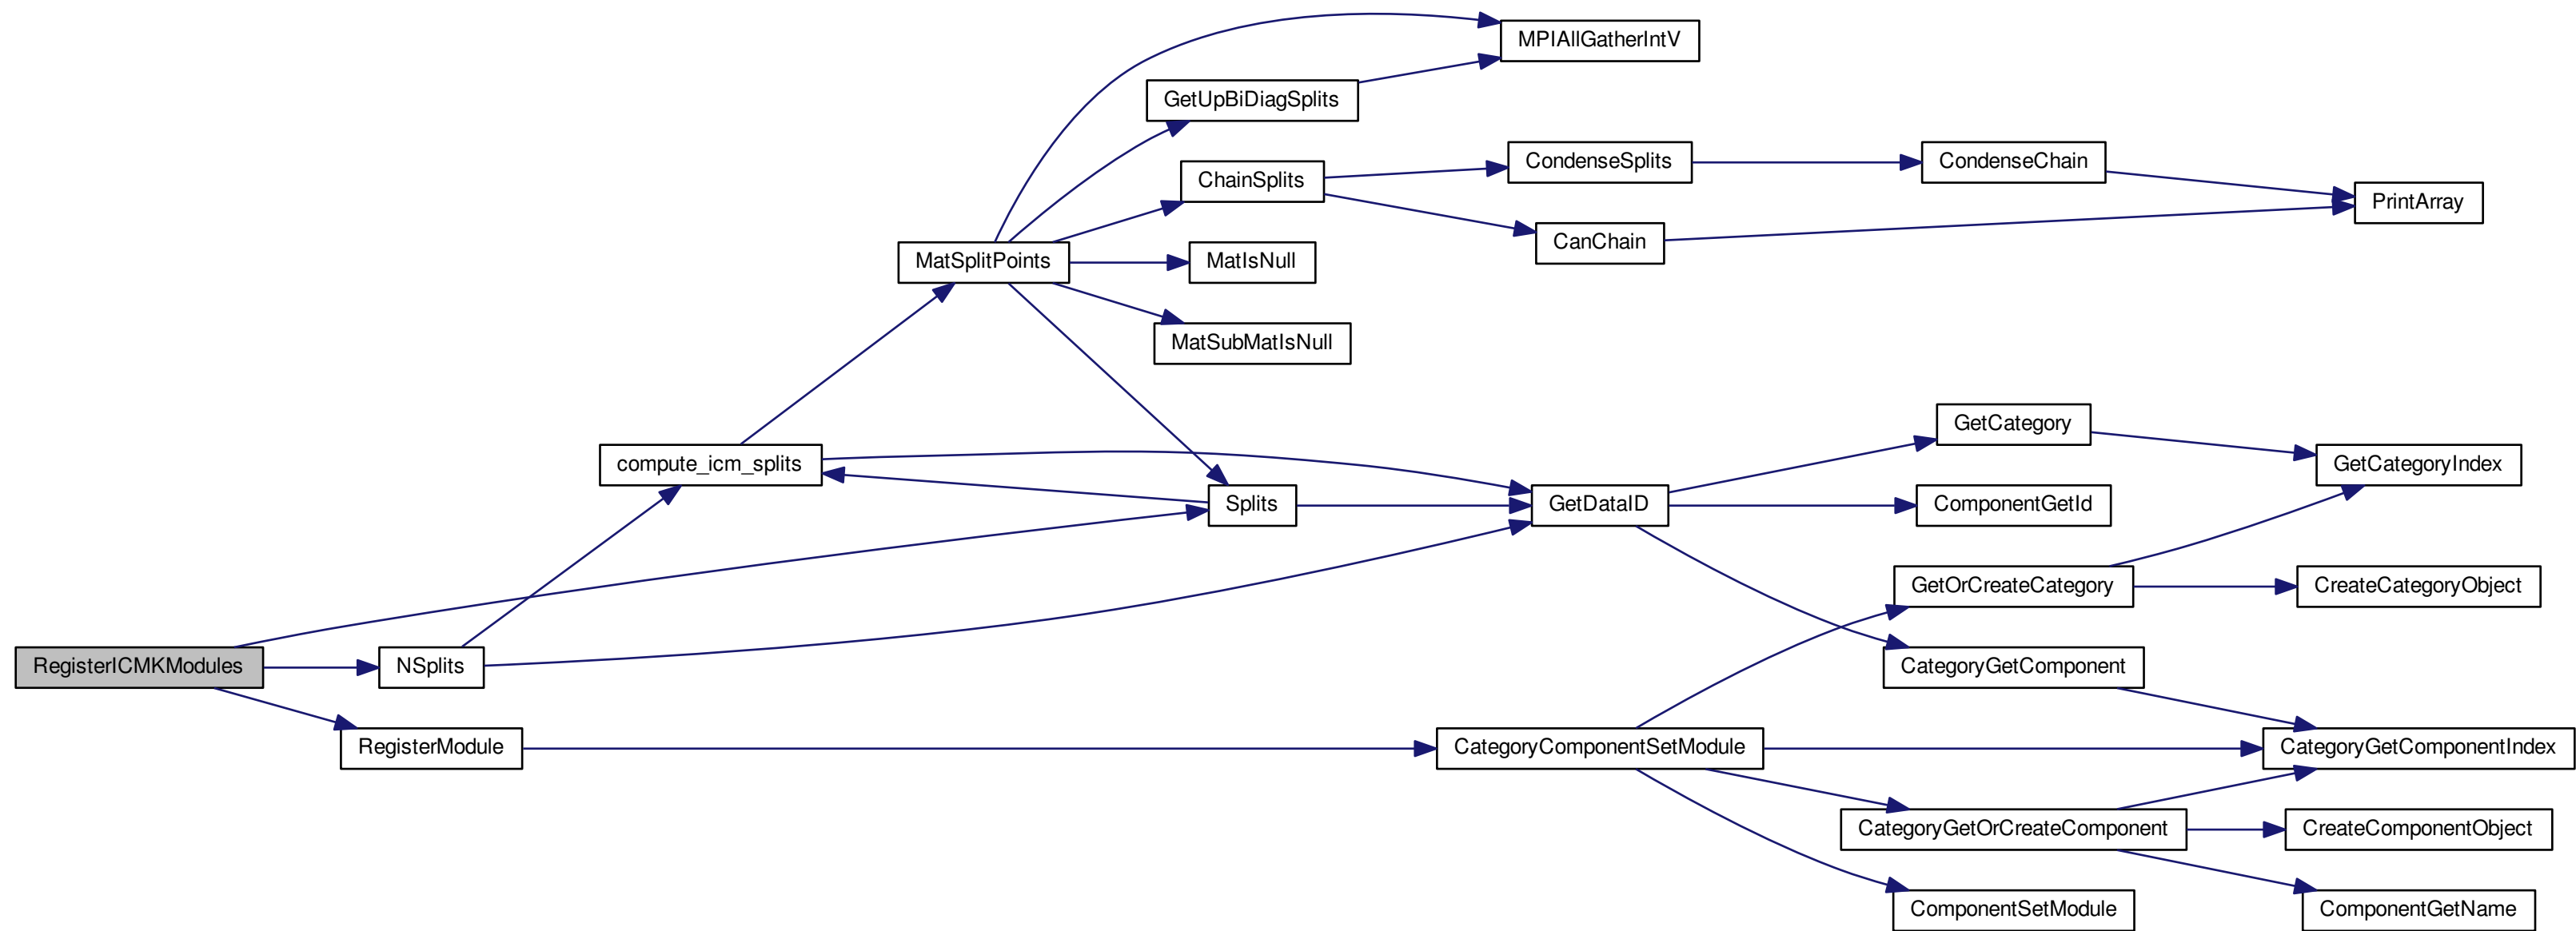 MPIAllGatherIntV
GetUpBiDiagSplits
CondenseSplits
CondenseChain
ChainSplits
PrintArray
CanChain
MatSplitPoints
MatIsNull
MatSubMatIsNull
GetCategory
compute_icm_splits
GetCategoryIndex
Splits
GetDataID
ComponentGetId
GetOrCreateCategory
CreateCategoryObject
RegisterICMKModules
NSplits
CategoryGetComponent
RegisterModule
CategoryComponentSetModule
CategoryGetComponentIndex
CategoryGetOrCreateComponent
CreateComponentObject
ComponentSetModule
ComponentGetName